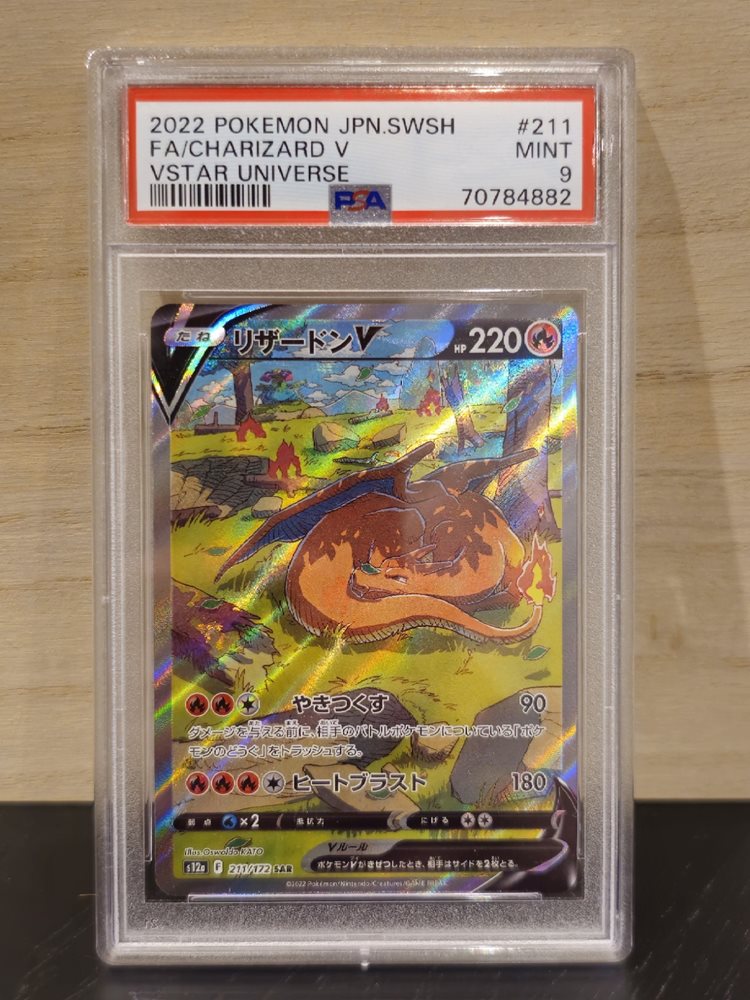 2022 POKEMON JPN.SWSH #211
FA/CHARIZARD V MINT
VSTAR UNIVERSE 9
PSA 70784882
たね リザードンV HP 220
やきつくす 90
ダメージを与える前に、相手のバトルポケモンについている「ポケ
モンのどうぐ」をトラッシュする。
ヒートブラスト 180
弱点 ×2 抵抗力 にげる
illus. Oswaldo KATO
Vルール
ポケモンVがきぜつしたとき、相手はサイドを2枚とる。
s12a F 211/172 SAR
©2022 Pokémon/Nintendo/Creatures/GAME FREAK